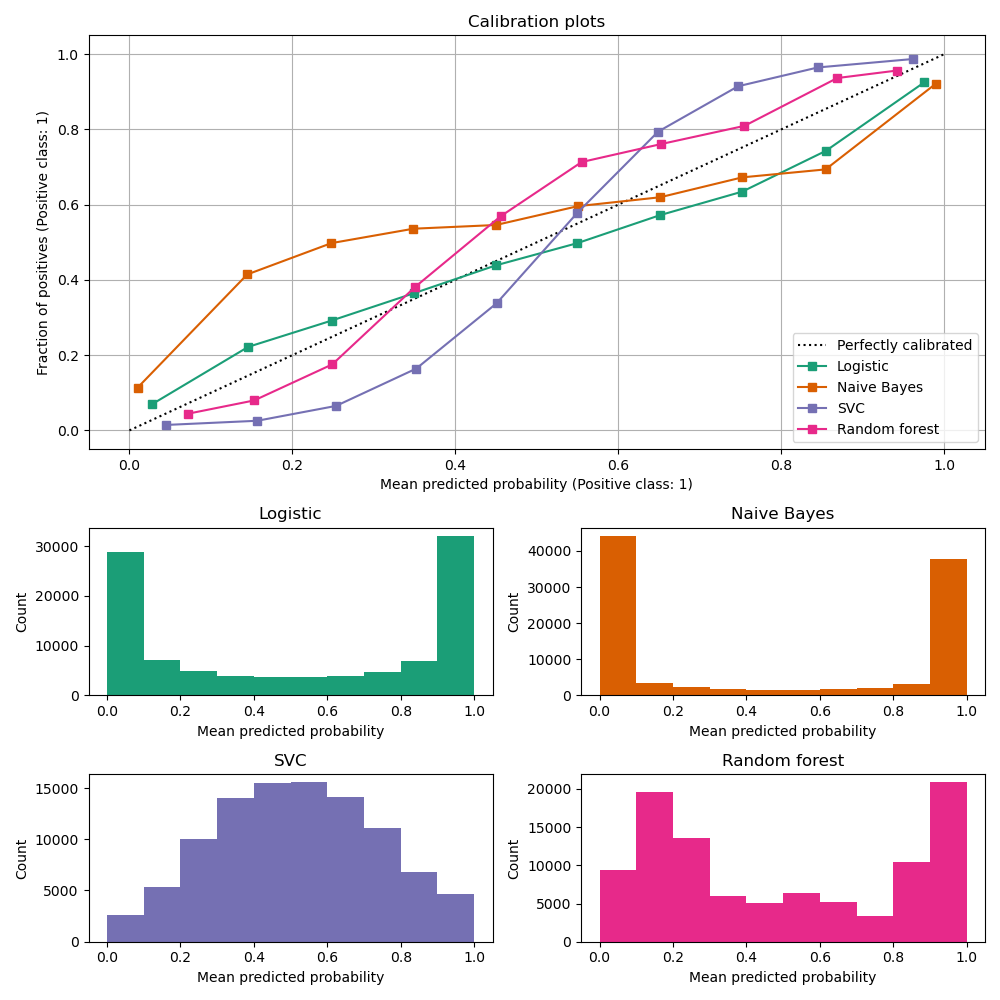 Calibration plots
Fraction of positives (Positive class: 1)
1.0
0.8
0.6
0.4
0.2
0.0
Perfectly calibrated
Logistic
Naive Bayes
SVC
Random forest
0.0 0.2 0.4 0.6 0.8 1.0
Mean predicted probability (Positive class: 1)
Logistic
Count
30000
20000
10000
0
0.0 0.2 0.4 0.6 0.8 1.0
Mean predicted probability
Naive Bayes
Count
40000
30000
20000
10000
0
0.0 0.2 0.4 0.6 0.8 1.0
Mean predicted probability
SVC
Count
15000
10000
5000
0
0.0 0.2 0.4 0.6 0.8 1.0
Mean predicted probability
Random forest
Count
20000
15000
10000
5000
0
0.0 0.2 0.4 0.6 0.8 1.0
Mean predicted probability